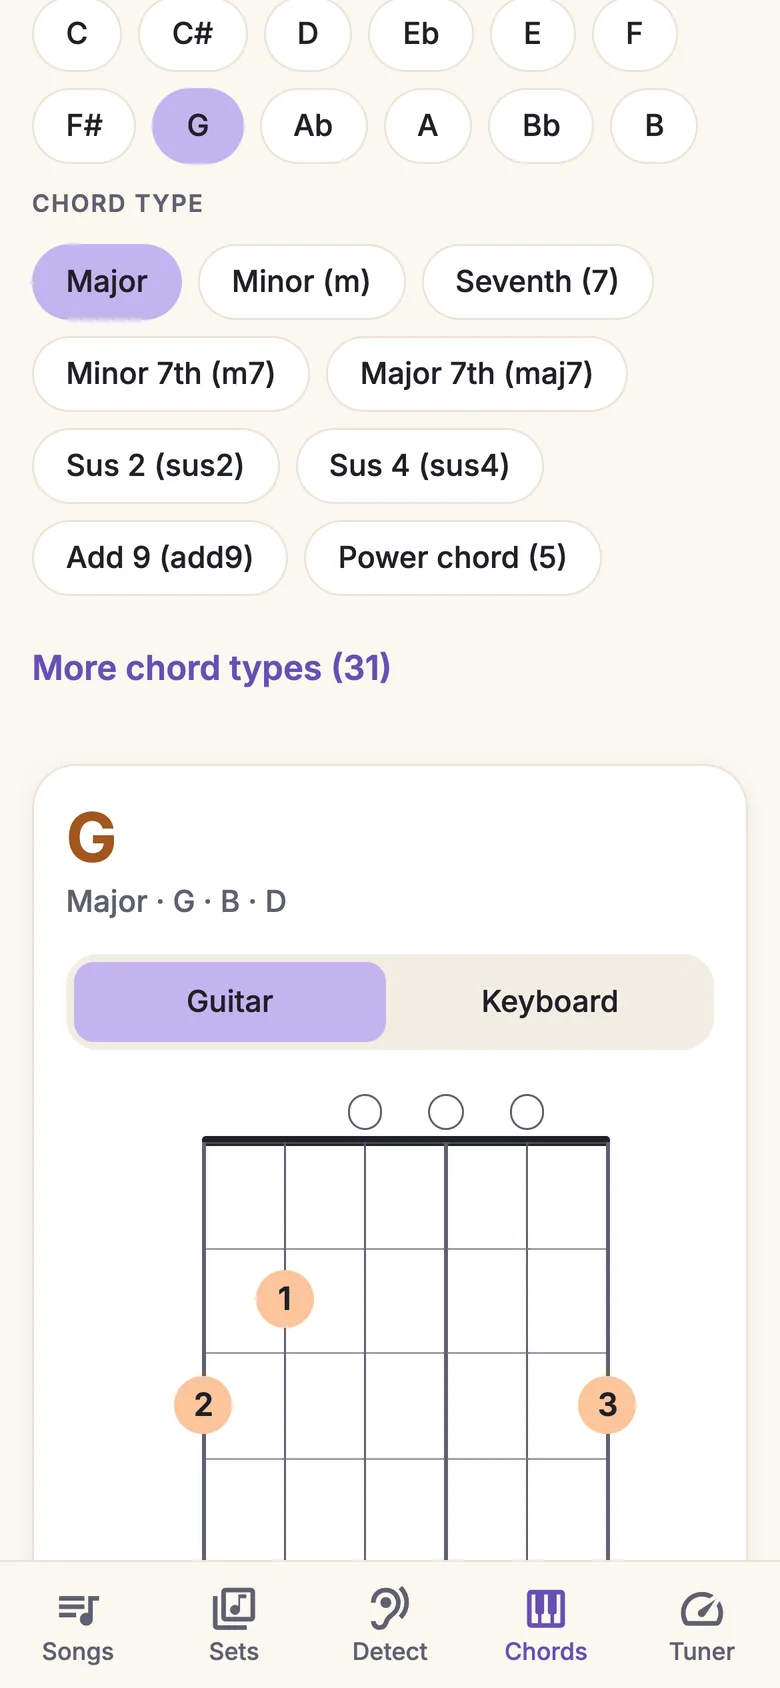 C C# D Eb E F
F# G Ab A Bb B
CHORD TYPE
Major Minor (m) Seventh (7)
Minor 7th (m7) Major 7th (maj7)
Sus 2 (sus2) Sus 4 (sus4)
Add 9 (add9) Power chord (5)
More chord types (31)
G
Major · G · B · D
Guitar Keyboard
1
2 3
Songs Sets Detect Chords Tuner